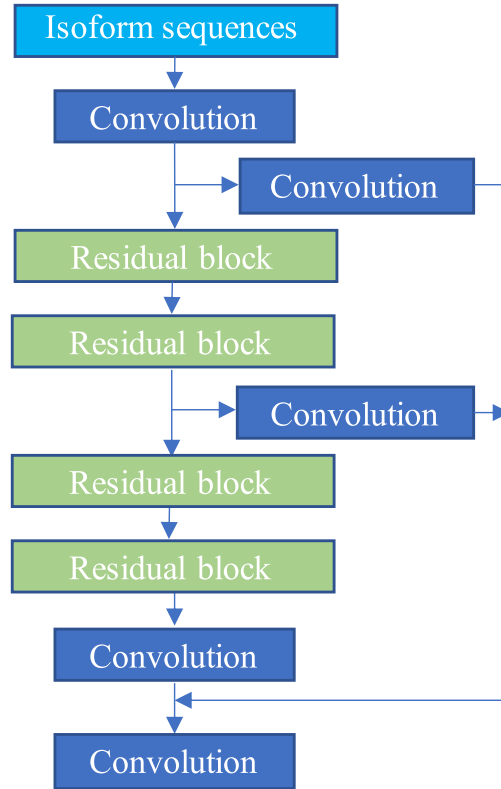 Isoform sequences
Convolution
Convolution
Residual block
Residual block
Convolution
Residual block
Residual block
Convolution
Convolution